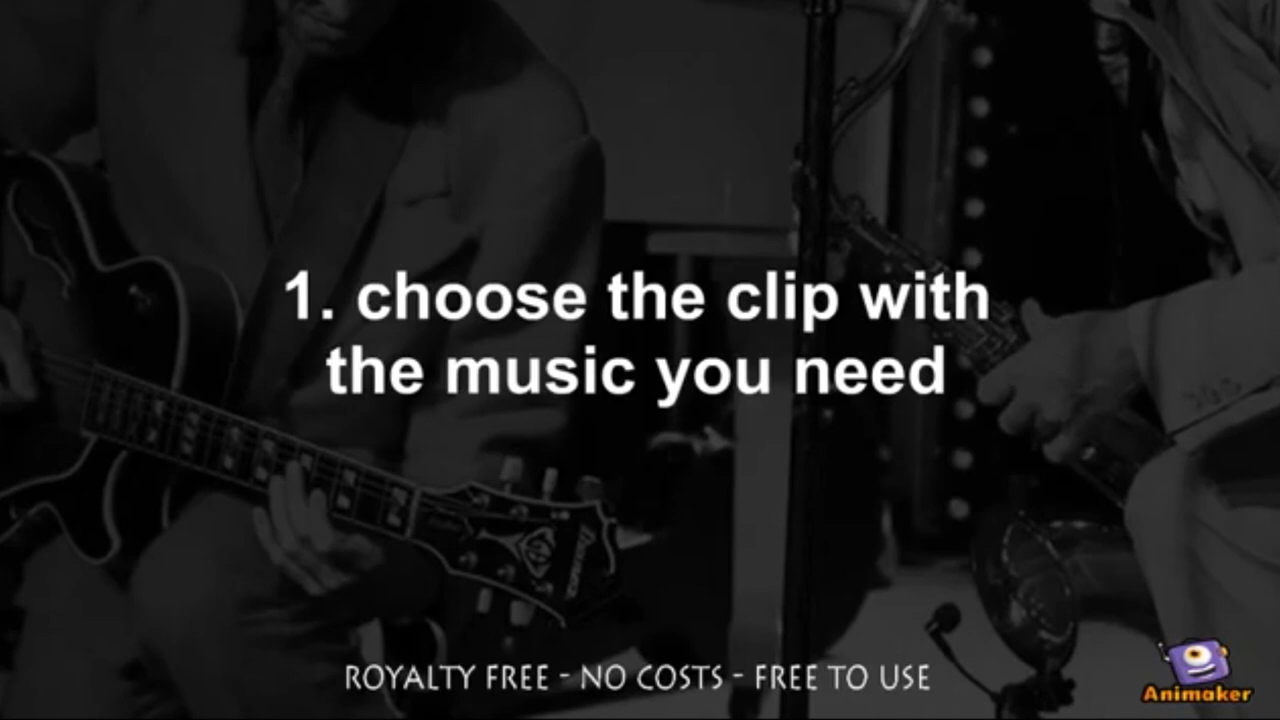 1. choose the clip with
the music you need
ROYALTY FREE - NO COSTS - FREE TO USE
Animaker